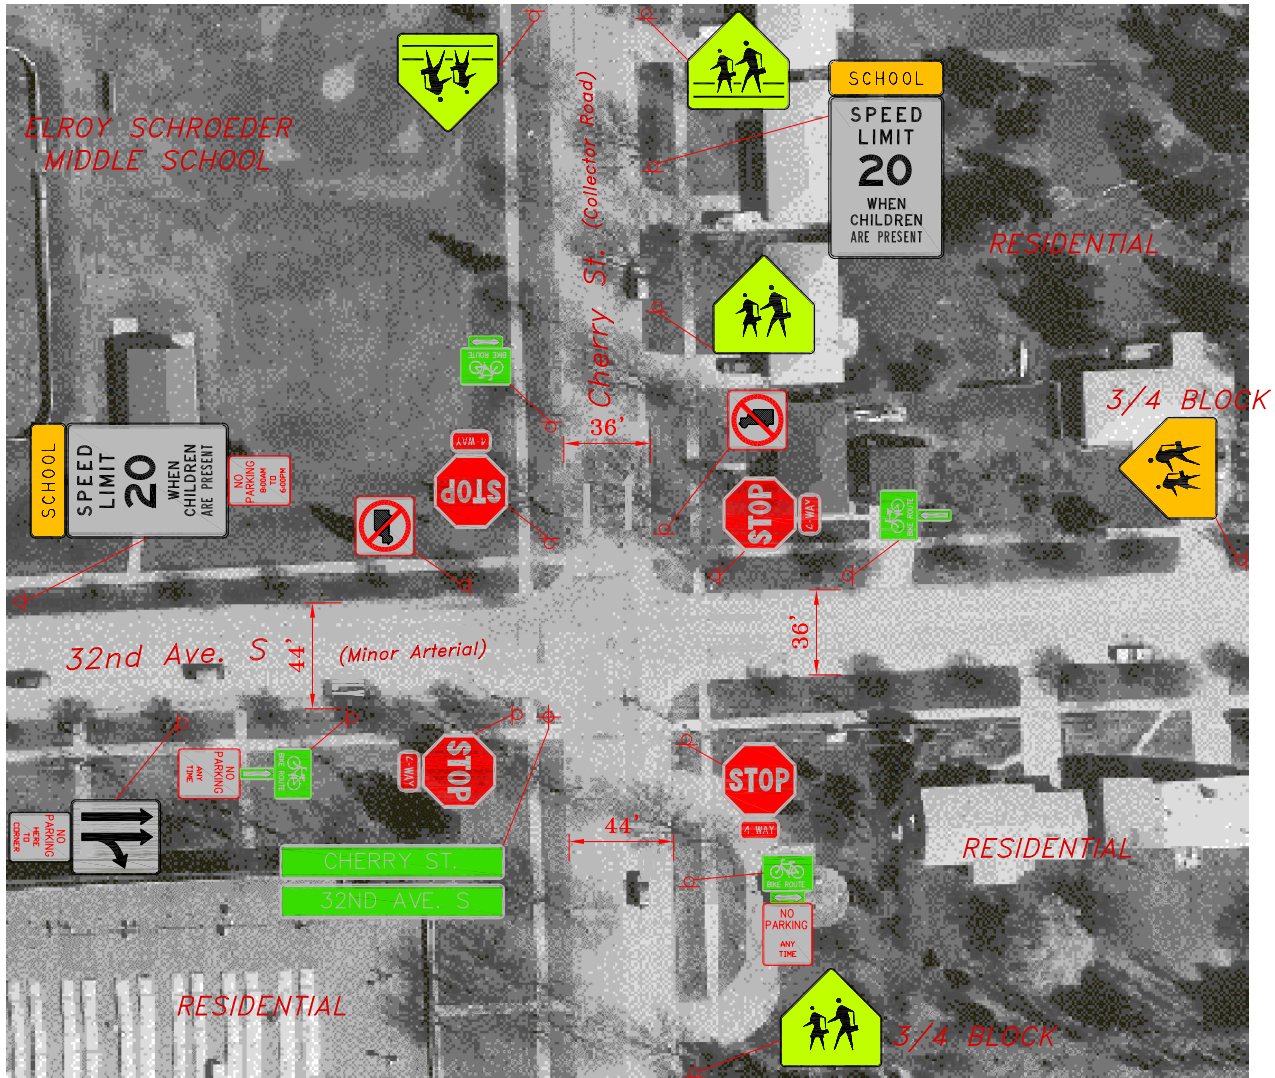 ELROY SCHROEDER
MIDDLE SCHOOL
Cherry St. (Collector Road)
SCHOOL
SPEED
LIMIT
20
WHEN
CHILDREN
ARE PRESENT
RESIDENTIAL
BIKE ROUTE
3/4 BLOCK
36'
SCHOOL
SPEED
LIMIT
20
WHEN
CHILDREN
ARE PRESENT
NO
PARKING
8:00AM
TO
6:00PM
4-WAY
STOP
STOP
4-WAY
BIKE ROUTE
32nd Ave. S
44'
(Minor Arterial)
36'
NO
PARKING
ANY
TIME
BIKE ROUTE
4-WAY
STOP
STOP
4 WAY
NO
PARKING
HERE
TO
CORNER
44'
CHERRY ST.
32ND AVE. S
RESIDENTIAL
BIKE ROUTE
NO
PARKING
ANY
TIME
RESIDENTIAL
3/4 BLOCK